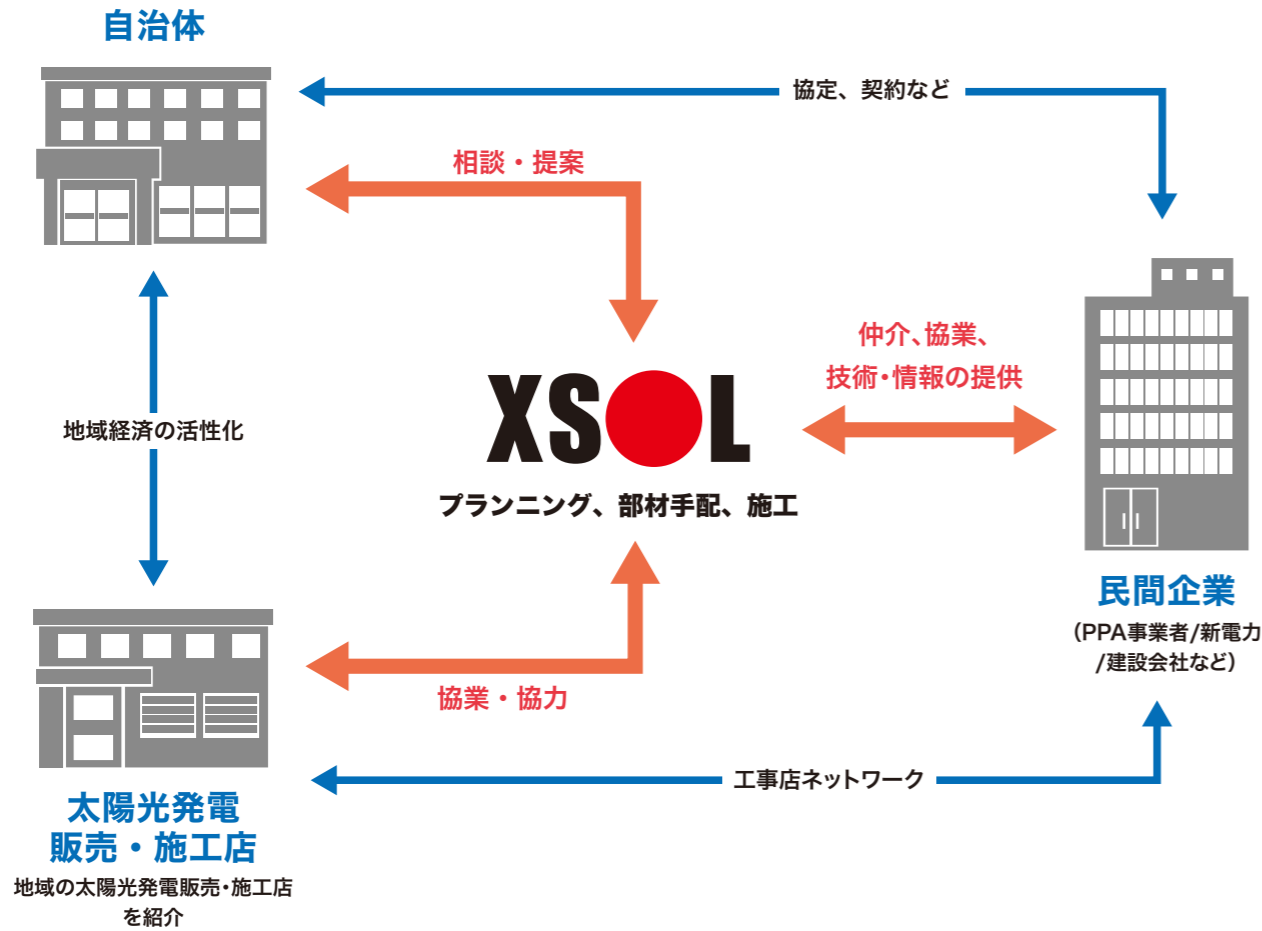 自治体
協定、契約など
相談・提案
仲介、協業、
技術・情報の提供
地域経済の活性化
XSOL
プランニング、部材手配、施工
民間企業
（PPA事業者/新電力
/建設会社など）
協業・協力
工事店ネットワーク
太陽光発電
販売・施工店
地域の太陽光発電販売・施工店
を紹介